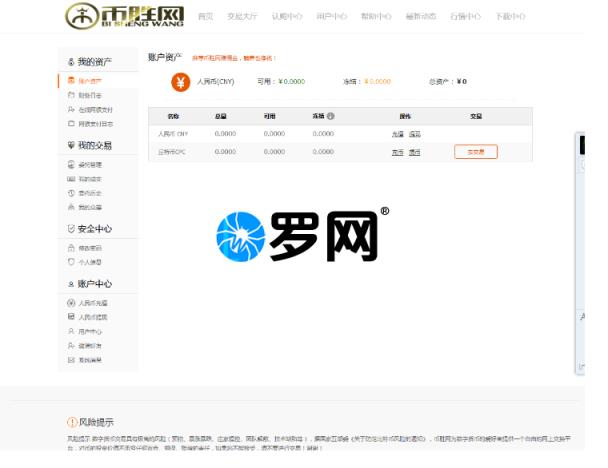 币胜网
BI SHENG WANG
首页 交易大厅 认购中心 用户中心 帮助中心 最新动态 行情中心 下载中心
我的资产
账户资产
财务日志
在线网银支付
网银支付日志
我的交易
委托管理
我的成交
委托历史
我的众筹
安全中心
修改密码
个人信息
账户中心
人民币充值
人民币提现
用户中心
邀请好友
系统消息
账户资产
人民币(CNY) 可用：¥0.0000 冻结：¥0.0000 总资产：¥0
名称 总量 可用 冻结 操作 交易
人民币 CNY 0.0000 0.0000 0.0000 充值 提现
丘特币CPC 0.0000 0.0000 0.0000 充币 提币 去交易
罗网®
风险提示